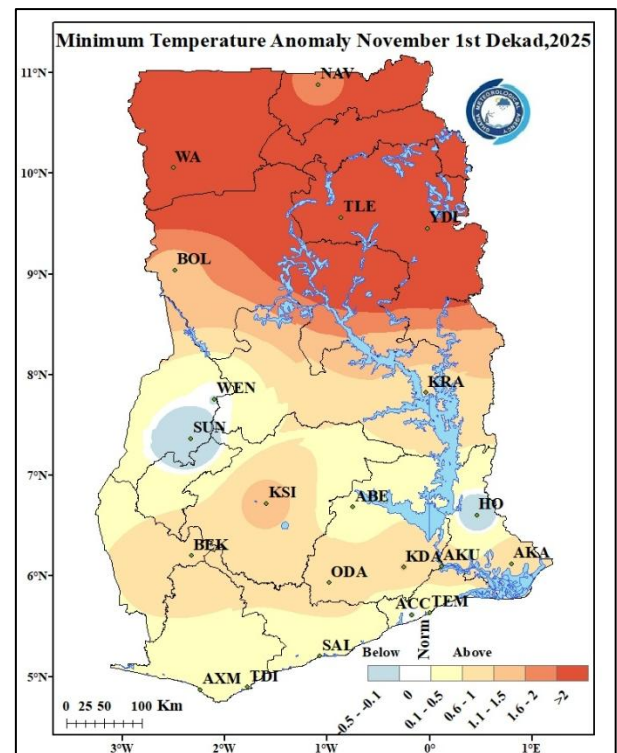 Minimum Temperature Anomaly November 1st Dekad,2025
11°N
NAV
GHANA METEOROLOGICAL AGENCY
10°N
WA
TLE
YDI
9°N
BOL
8°N
KRA
WEN
SUN
7°N
KSI
ABE
HO
BEK
KDA
AKU
AKA
6°N
ODA
ACC
TEM
SAL
Below
Norm
Above
5°N
AXM
TDI
-0.5 - -0.1
0
0.1 - 0.5
0.6 - 1
1.1 - 1.5
1.6 - 2
>2
0 25 50 100 Km
3°W
2°W
1°W
0°
1°E